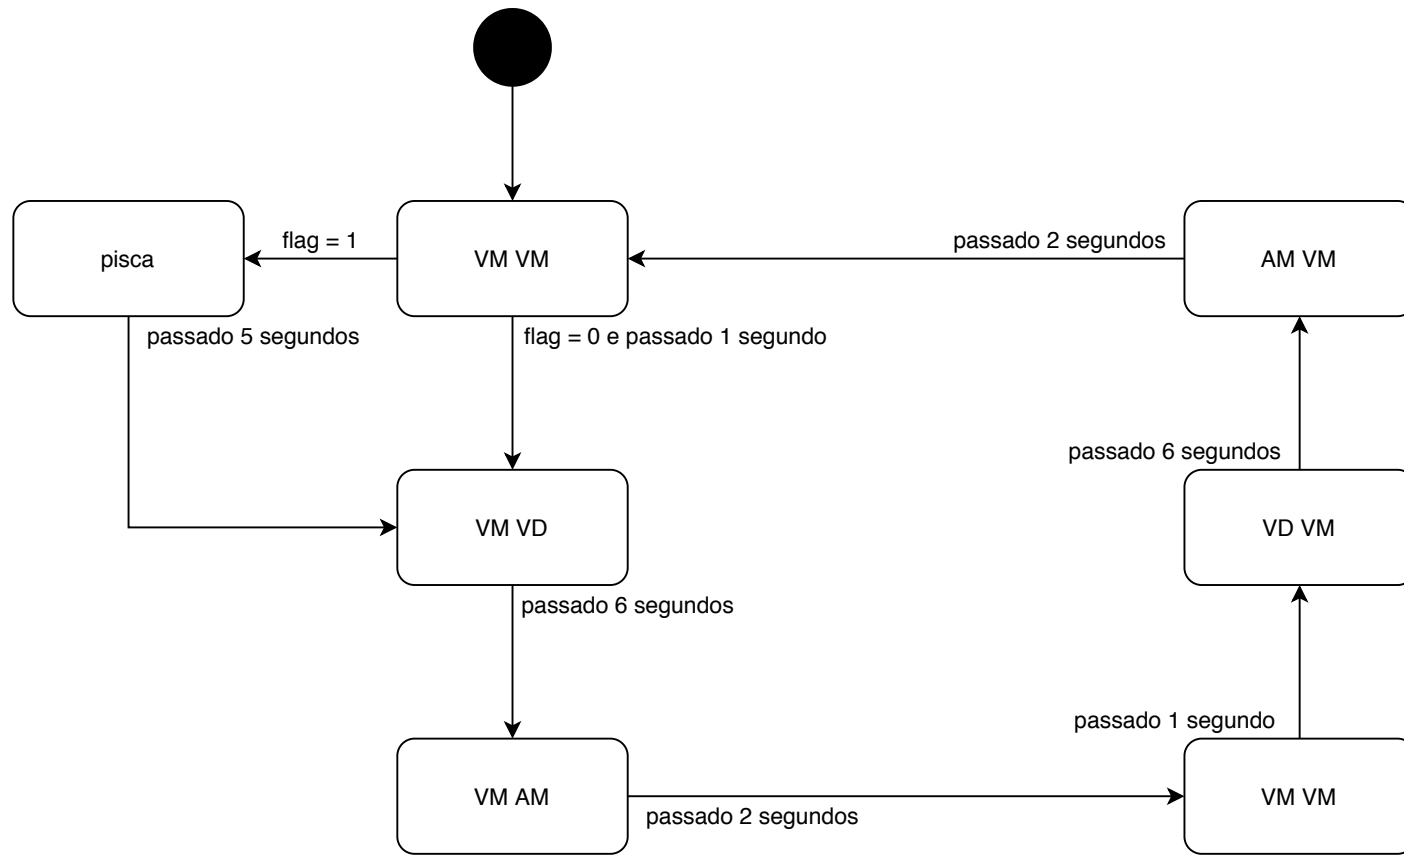 flag = 1
passado 2 segundos
pisca
VM VM
AM VM
passado 5 segundos
flag = 0 e passado 1 segundo
passado 6 segundos
VM VD
VD VM
passado 6 segundos
passado 1 segundo
VM AM
VM VM
passado 2 segundos